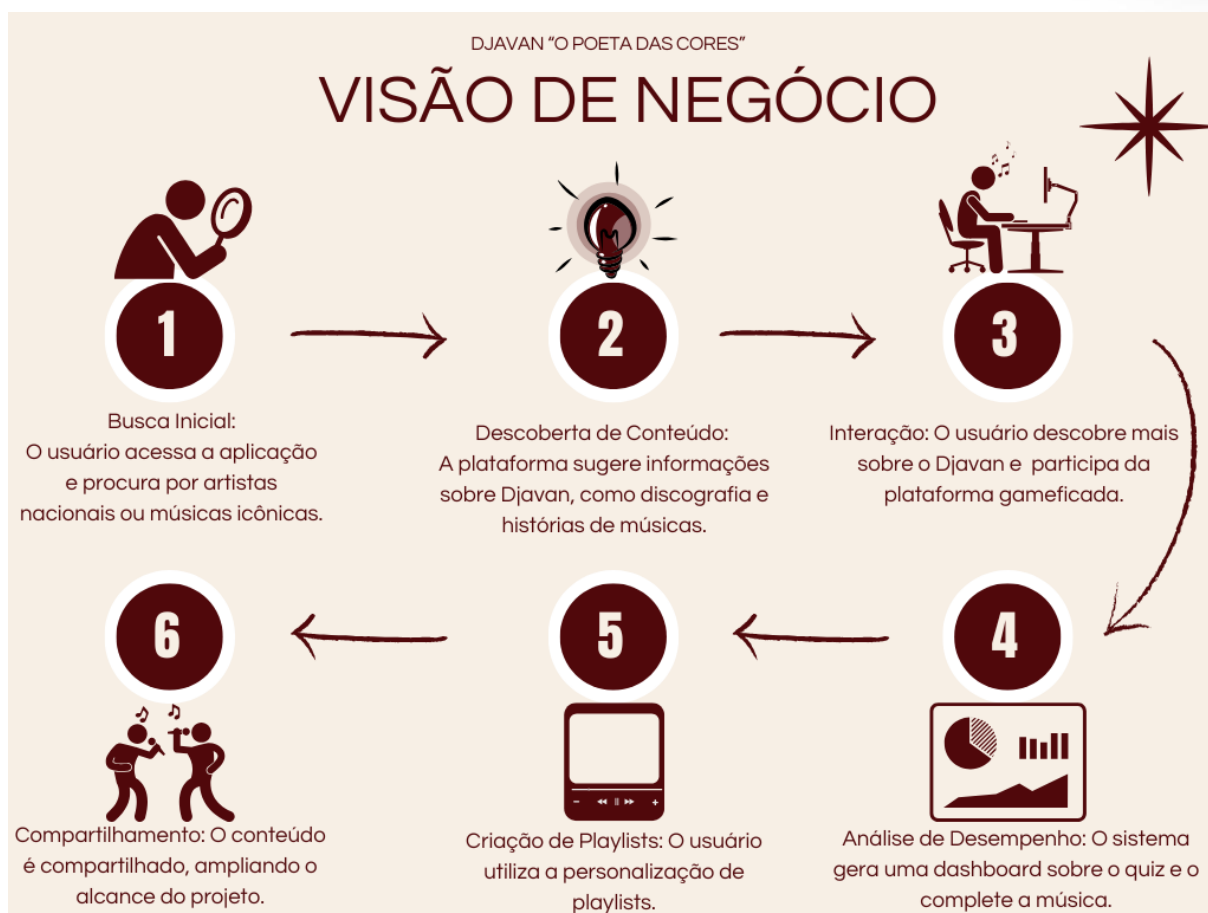 DJAVAN “O POETA DAS CORES”
VISÃO DE NEGÓCIO
1
Busca Inicial:
O usuário acessa a aplicação
e procura por artistas
nacionais ou músicas icônicas.
2
Descoberta de Conteúdo:
A plataforma sugere informações
sobre Djavan, como discografia e
histórias de músicas.
3
Interação: O usuário descobre mais
sobre o Djavan e participa da
plataforma gameficada.
4
Análise de Desempenho: O sistema
gera uma dashboard sobre o quiz e o
complete a música.
5
Criação de Playlists: O usuário
utiliza a personalização de
playlists.
6
Compartilhamento: O conteúdo
é compartilhado, ampliando o
alcance do projeto.